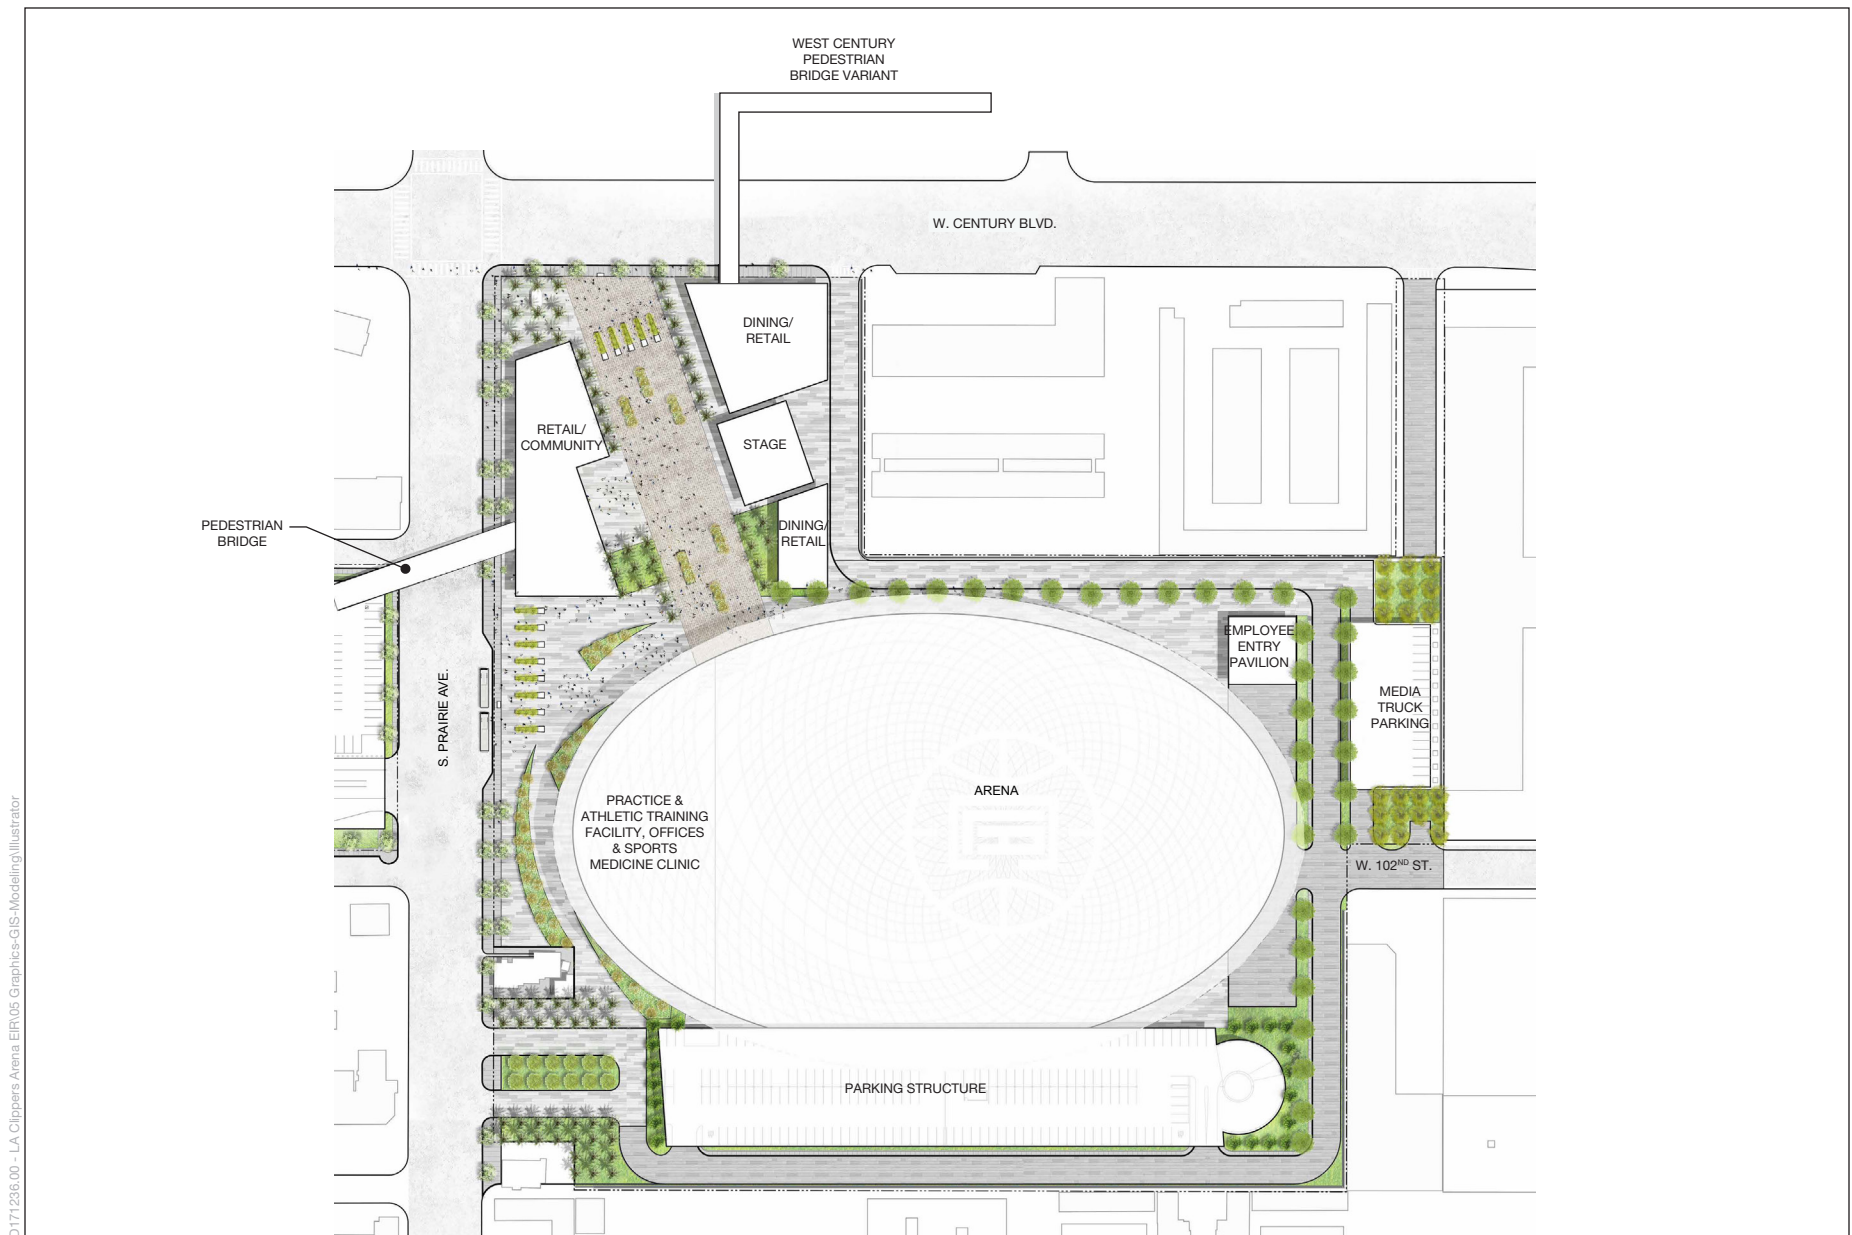 WEST CENTURY
PEDESTRIAN
BRIDGE VARIANT
W. CENTURY BLVD.
DINING/
RETAIL
RETAIL/
COMMUNITY
STAGE
PEDESTRIAN
BRIDGE
DINING/
RETAIL
EMPLOYEE
ENTRY
PAVILION
S. PRAIRIE AVE.
MEDIA
TRUCK
PARKING
ARENA
PRACTICE &
ATHLETIC TRAINING
FACILITY, OFFICES
& SPORTS
MEDICINE CLINIC
W. 102ND ST.
PARKING STRUCTURE
D171236.00 - LA Clippers Arena EIR\05 Graphics-GIS-Modeling\Illustrator